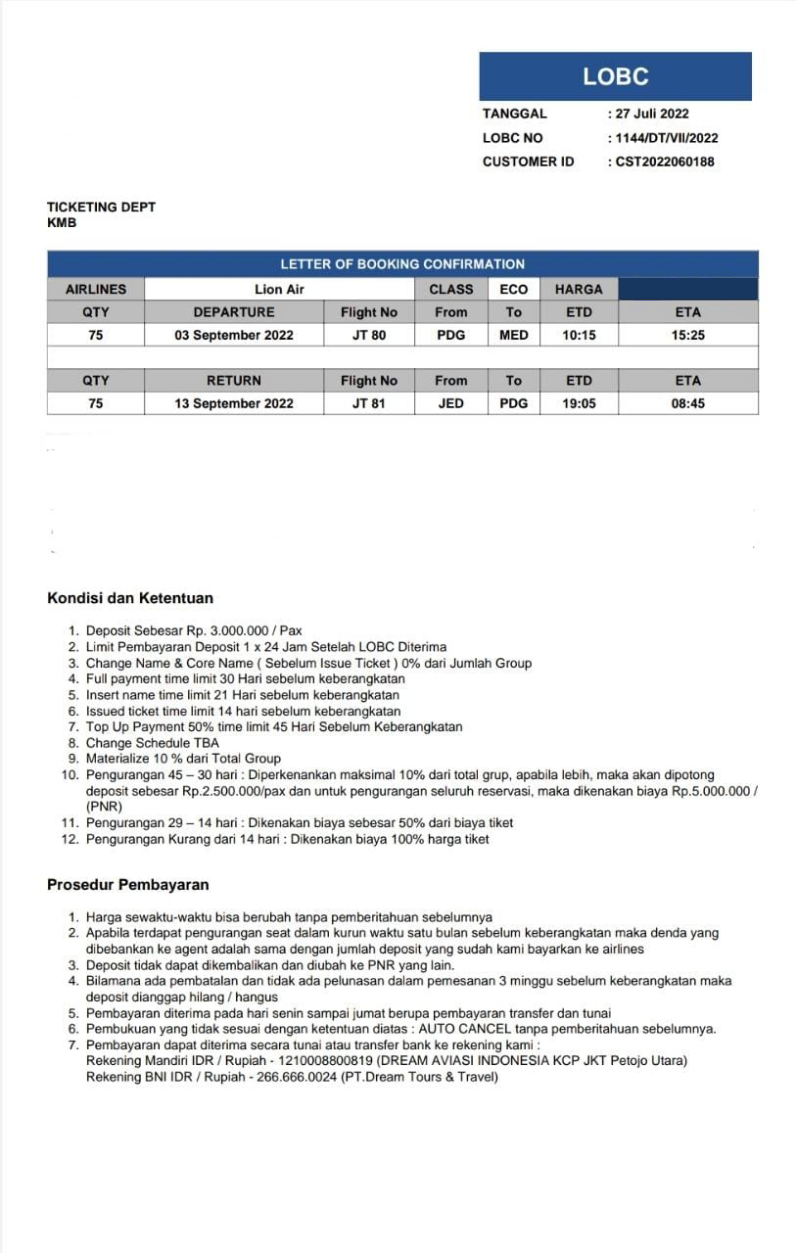 LOBC
TANGGAL : 27 Juli 2022
LOBC NO : 1144/DT/VII/2022
CUSTOMER ID : CST2022060188
TICKETING DEPT
KMB
LETTER OF BOOKING CONFIRMATION
AIRLINES Lion Air CLASS ECO HARGA
QTY DEPARTURE Flight No From To ETD ETA
75 03 September 2022 JT 80 PDG MED 10:15 15:25
QTY RETURN Flight No From To ETD ETA
75 13 September 2022 JT 81 JED PDG 19:05 08:45
Kondisi dan Ketentuan
1. Deposit Sebesar Rp. 3.000.000 / Pax
2. Limit Pembayaran Deposit 1 x 24 Jam Setelah LOBC Diterima
3. Change Name & Core Name ( Sebelum Issue Ticket ) 0% dari Jumlah Group
4. Full payment time limit 30 Hari sebelum keberangkatan
5. Insert name time limit 21 Hari sebelum keberangkatan
6. Issued ticket time limit 14 hari sebelum keberangkatan
7. Top Up Payment 50% time limit 45 Hari Sebelum Keberangkatan
8. Change Schedule TBA
9. Materialize 10 % dari Total Group
10. Pengurangan 45 – 30 hari : Diperkenankan maksimal 10% dari total grup, apabila lebih, maka akan dipotong
deposit sebesar Rp.2.500.000/pax dan untuk pengurangan seluruh reservasi, maka dikenakan biaya Rp.5.000.000 /
(PNR)
11. Pengurangan 29 – 14 hari : Dikenakan biaya sebesar 50% dari biaya tiket
12. Pengurangan Kurang dari 14 hari : Dikenakan biaya 100% harga tiket
Prosedur Pembayaran
1. Harga sewaktu-waktu bisa berubah tanpa pemberitahuan sebelumnya
2. Apabila terdapat pengurangan seat dalam kurun waktu satu bulan sebelum keberangkatan maka denda yang
dibebankan ke agent adalah sama dengan jumlah deposit yang sudah kami bayarkan ke airlines
3. Deposit tidak dapat dikembalikan dan diubah ke PNR yang lain.
4. Bilamana ada pembatalan dan tidak ada pelunasan dalam pemesanan 3 minggu sebelum keberangkatan maka
deposit dianggap hilang / hangus
5. Pembayaran diterima pada hari senin sampai jumat berupa pembayaran transfer dan tunai
6. Pembukuan yang tidak sesuai dengan ketentuan diatas : AUTO CANCEL tanpa pemberitahuan sebelumnya.
7. Pembayaran dapat diterima secara tunai atau transfer bank ke rekening kami :
Rekening Mandiri IDR / Rupiah - 1210008800819 (DREAM AVIASI INDONESIA KCP JKT Petojo Utara)
Rekening BNI IDR / Rupiah - 266.666.0024 (PT.Dream Tours & Travel)